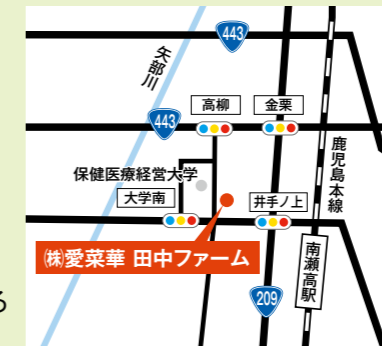 443
矢部川
高柳
金栗
443
鹿児島本線
保健医療経営大学
大学南
井手ノ上
㈱愛菜華 田中ファーム
南瀬高駅
209
る